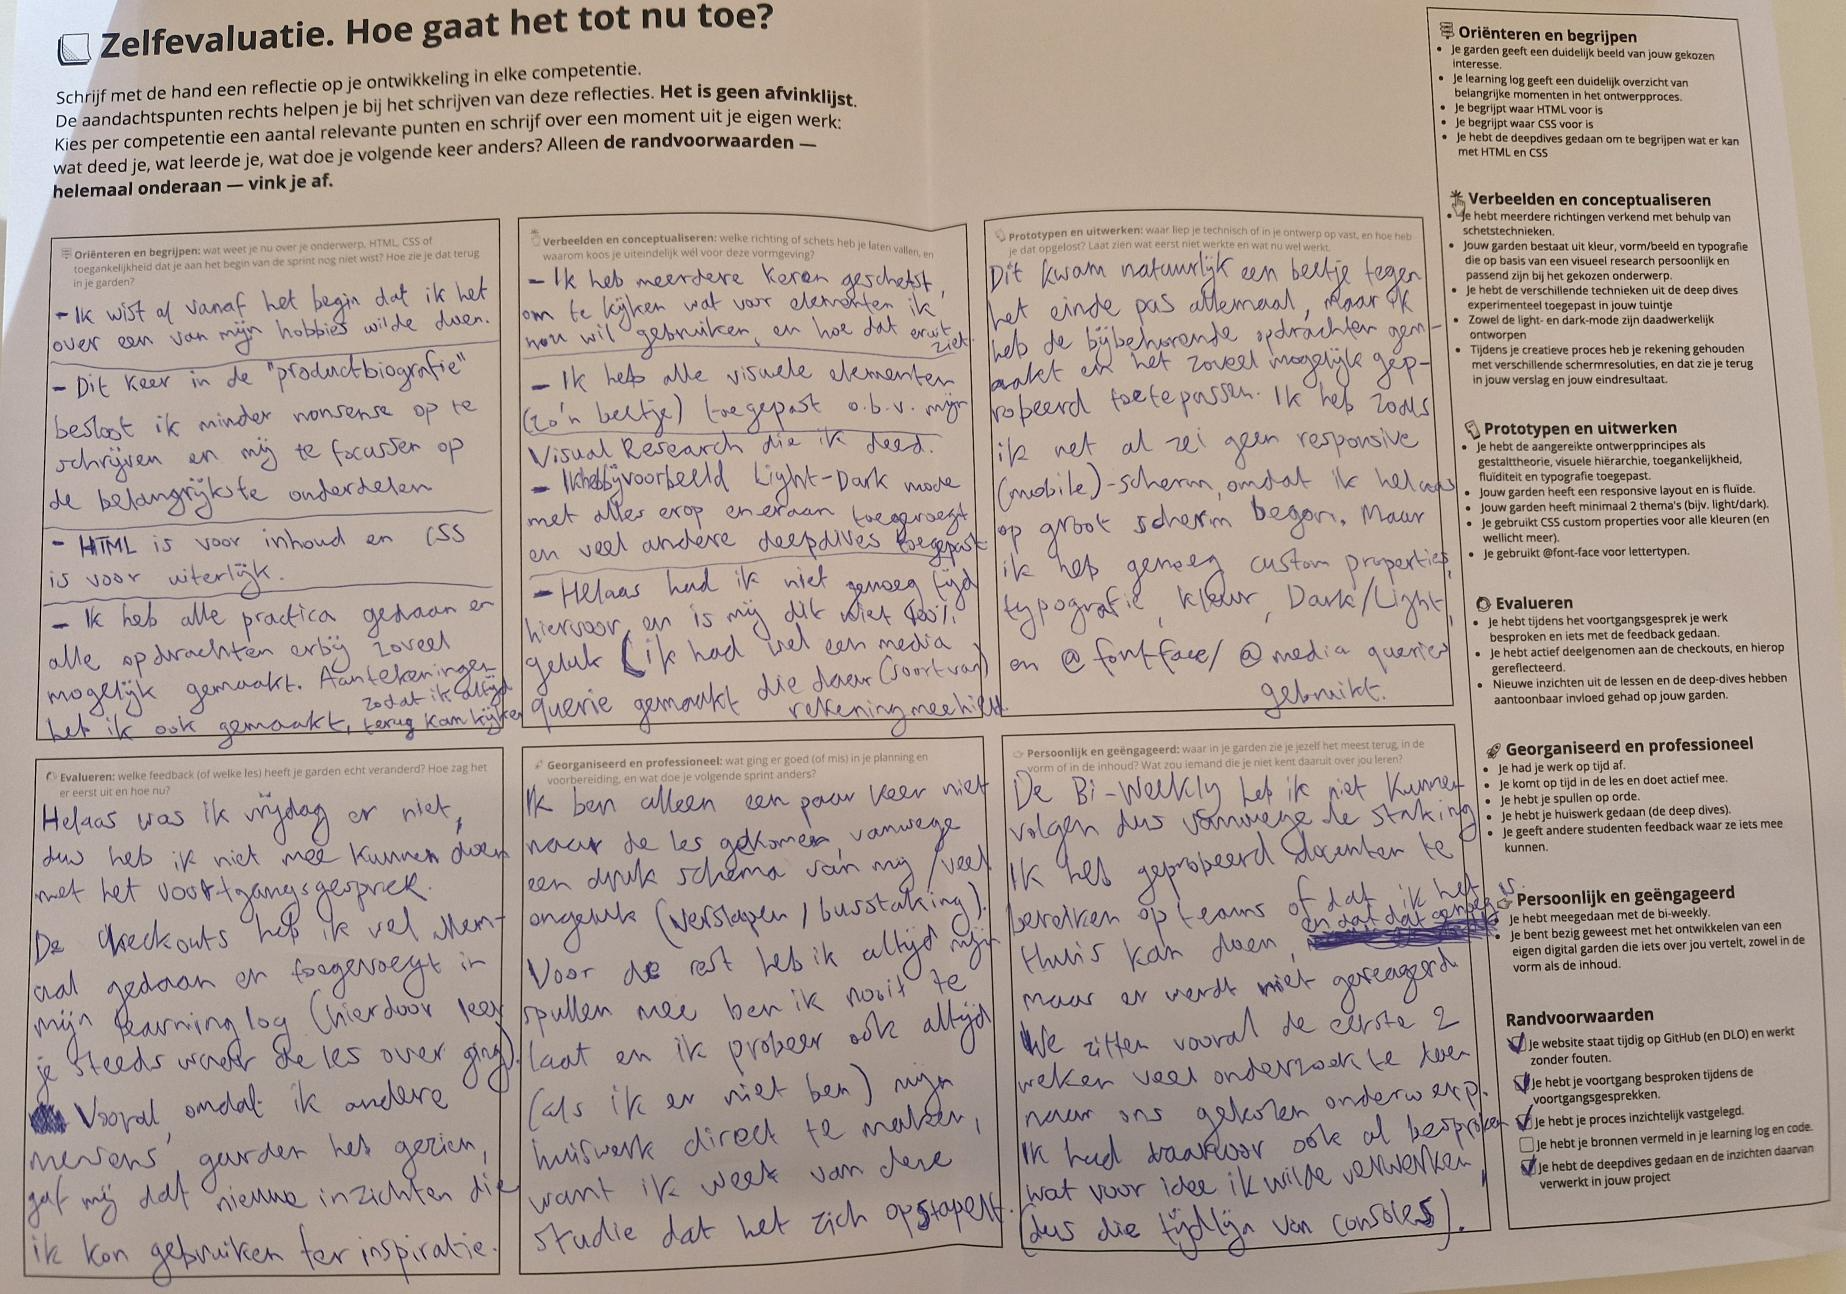 Zelfevaluatie. Hoe gaat het tot nu toe?
Schrijf met de hand een reflectie op je ontwikkeling in elke competentie.
De aandachtspunten rechts helpen je bij het schrijven van deze reflecties. Het is geen afvinklijst.
Kies per competentie een aantal relevante punten en schrijf over een moment uit je eigen werk:
wat deed je, wat leerde je, wat doe je volgende keer anders? Alleen de randvoorwaarden —
helemaal onderaan — vink je af.
Oriënteren en begrijpen: wat weet je nu over je onderwerp, HTML, CSS of
toegankelijkheid dat je aan het begin van de sprint nog niet wist? Hoe zie je dat terug
in je garden?
- Ik wist al vanaf het begin dat ik het
over een van mijn hobbies wilde doen.
- Dit keer in de "productbiografie"
besloot ik minder nonsense op te
schrijven en mij te focussen op
de belangrijkste onderdelen
- HTML is voor inhoud en CSS
is voor uiterlijk.
- Ik heb alle practica gedaan en
alle opdrachten erbij zoveel
mogelijk gemaakt. Aantekeningen
zodat ik altijd
heb ik ook gemaakt, terug kan kijken
Verbeelden en conceptualiseren: welke richting of schets heb je laten vallen, en
waarom koos je uiteindelijk wél voor deze vormgeving?
- Ik heb meerdere keren geschetst,
om te kijken wat voor elementen ik
nou wil gebruiken, en hoe dat eruit
ziet.
- Ik heb alle visuele elementen
(zo'n beetje) toegepast o.b.v. mijn
Visual Research die ik deed.
- Ik heb bijvoorbeeld Light-Dark mode
met alles erop en eraan toegevoegd
en veel andere deepdives toegepast
- Helaas had ik niet genoeg tijd
hiervoor, en is mij dit niet 100%
gelukt (ik had wel een media
querie gemaakt die daar (soort van)
rekening mee hield.
Prototypen en uitwerken: waar liep je technisch of in je ontwerp op vast, en hoe heb
je dat opgelost? Laat zien wat eerst niet werkte en wat nu wel werkt.
Dit kwam natuurlijk een beetje tegen
het einde pas allemaal, maar ik
heb de bijbehorende opdrachten gem-
aakt en het zoveel mogelijk gep-
robeerd toe te passen. Ik heb zoals
ik net al zei geen responsive
(mobile)-scherm, omdat ik helaas
op groot scherm begon. Maar
ik heb genoeg custom properties,
typografie, kleur, Dark/Light,
en @fontface/ @media queries
gebruikt.
Evalueren: welke feedback (of welke les) heeft je garden echt veranderd? Hoe zag het
er eerst uit en hoe nu?
Helaas was ik vrijdag er niet,
dus heb ik niet mee kunnen doen
met het voortgangsgesprek.
De checkouts heb ik wel
aal gedaan en toegevoegd in
mijn learning log (hierdoor leer
je steeds waar de les over ging).
Vooral, omdat ik andere
mensens' garden heb gezien,
gaf mij dat nieuwe inzichten die
ik kon gebruiken ter inspiratie.
Georganiseerd en professioneel: wat ging er goed (of mis) in je planning en
voorbereiding, en wat doe je volgende sprint anders?
Ik ben alleen een paar keer niet
naar de les gekomen, vanwege
een druk schema van mij / veel
ongeluk (verslapen / busstaking).
Voor de rest heb ik altijd mijn
spullen mee ben ik nooit te
laat en ik probeer ook altijd
(als ik er niet ben) mijn
huiswerk direct te maken,
want ik weet van deze
studie dat het zich opstapelt.
Persoonlijk en geëngageerd: waar in je garden zie je jezelf het meest terug, in de
vorm of in de inhoud? Wat zou iemand die je niet kent daaruit over jou leren?
De Bi-Weekly heb ik niet kunnen
volgen dus vanwege de staking
Ik heb geprobeerd docenten te
bereiken op teams of dat ik het
en dat dat genoeg is.
thuis kan doen,
maar er werdt niet gereageerd.
We zitten vooral de eerste 2
weken veel onderzoek te doen
naar ons gekozen onderwerp.
Ik had daarvoor ook al besproken
wat voor idee ik wilde verwerken
(dus die tijdlijn van consoles).
Oriënteren en begrijpen
• Je garden geeft een duidelijk beeld van jouw gekozen
interesse.
• Je learning log geeft een duidelijk overzicht van
belangrijke momenten in het ontwerpproces.
• Je begrijpt waar HTML voor is
• Je begrijpt waar CSS voor is
• Je hebt de deepdives gedaan om te begrijpen wat er kan
met HTML en CSS
Verbeelden en conceptualiseren
• Je hebt meerdere richtingen verkend met behulp van
schetstechnieken.
• Jouw garden bestaat uit kleur, vorm/beeld en typografie
die op basis van een visueel research persoonlijk en
passend zijn bij het gekozen onderwerp.
• Je hebt de verschillende technieken uit de deep dives
experimenteel toegepast in jouw tuintje
• Zowel de light- en dark-mode zijn daadwerkelijk
ontworpen
• Tijdens je creatieve proces heb je rekening gehouden
met verschillende schermresoluties, en dat zie je terug
in jouw verslag en jouw eindresultaat.
Prototypen en uitwerken
• Je hebt de aangereikte ontwerpprincipes als
gestalttheorie, visuele hiërarchie, toegankelijkheid,
fluïditeit en typografie toegepast.
• Jouw garden heeft een responsive layout en is fluïde.
• Jouw garden heeft minimaal 2 thema's (bijv. light/dark).
• Je gebruikt CSS custom properties voor alle kleuren (en
wellicht meer).
• Je gebruikt @font-face voor lettertypen.
Evalueren
• Je hebt tijdens het voortgangsgesprek je werk
besproken en iets met de feedback gedaan.
• Je hebt actief deelgenomen aan de checkouts, en hierop
gereflecteerd.
• Nieuwe inzichten uit de lessen en de deep-dives hebben
aantoonbaar invloed gehad op jouw garden.
Georganiseerd en professioneel
• Je had je werk op tijd af.
• Je komt op tijd in de les en doet actief mee.
• Je hebt je spullen op orde.
• Je hebt je huiswerk gedaan (de deep dives).
• Je geeft andere studenten feedback waar ze iets mee
kunnen.
Persoonlijk en geëngageerd
• Je hebt meegedaan met de bi-weekly.
• Je bent bezig geweest met het ontwikkelen van een
eigen digital garden die iets over jou vertelt, zowel in de
vorm als de inhoud.
Randvoorwaarden
Je website staat tijdig op GitHub (en DLO) en werkt
zonder fouten.
Je hebt je voortgang besproken tijdens de
voortgangsgesprekken.
Je hebt je proces inzichtelijk vastgelegd.
Je hebt je bronnen vermeld in je learning log en code.
Je hebt de deepdives gedaan en de inzichten daarvan
verwerkt in jouw project